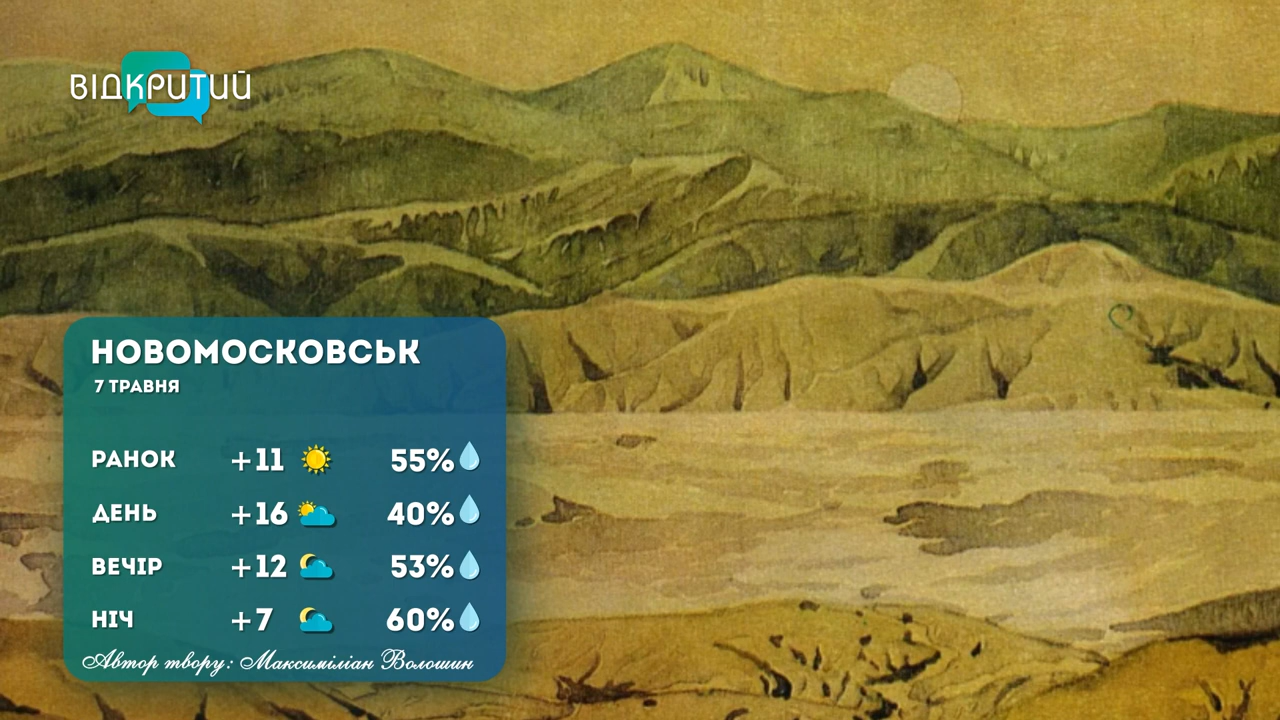 ВІДКРИТИЙ
НОВОМОСКОВСЬК
7 ТРАВНЯ
РАНОК +11 55%
ДЕНЬ +16 40%
ВЕЧІР +12 53%
НІЧ +7 60%
Автор твору: Максиміліан Волошин